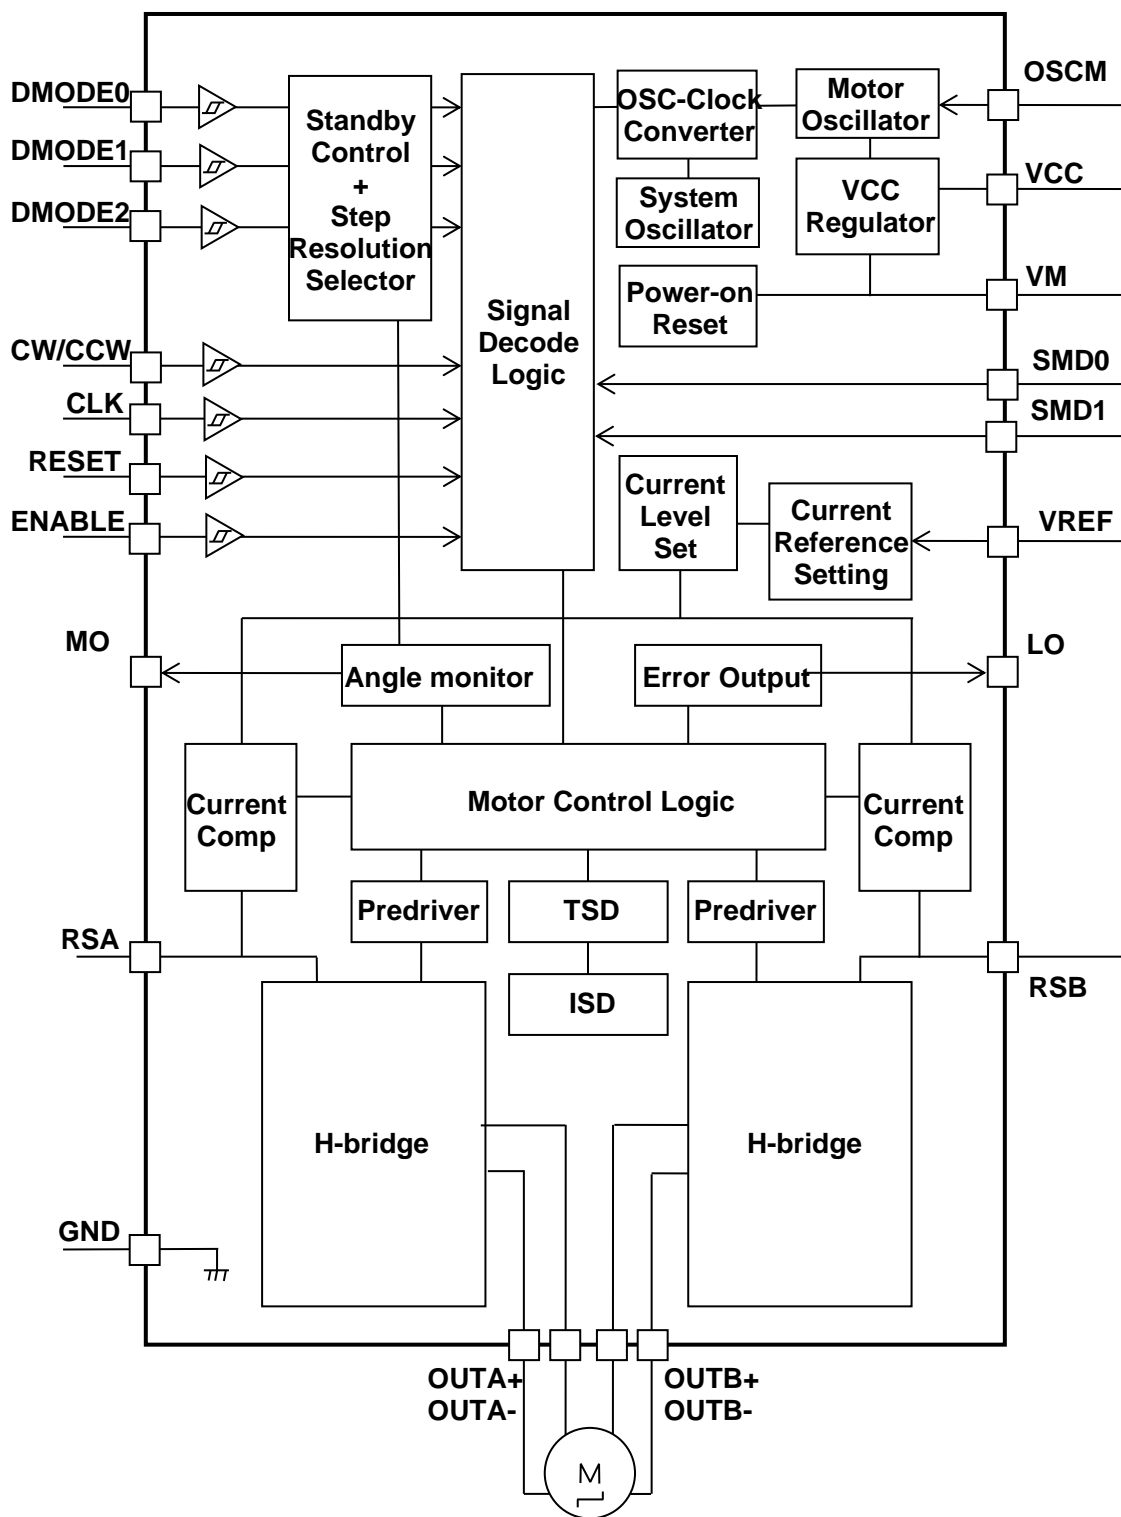 DMODE0
DMODE1
DMODE2
CW/CCW
CLK
RESET
ENABLE
MO
RSA
GND
Standby
Control
+
Step
Resolution
Selector
Signal
Decode
Logic
OSC-Clock
Converter
System
Oscillator
Motor
Oscillator
VCC
Regulator
Power-on
Reset
Current
Level
Set
Current
Reference
Setting
OSCM
VCC
VM
SMD0
SMD1
VREF
LO
RSB
Angle monitor
Error Output
Current
Comp
Motor Control Logic
Current
Comp
Predriver
TSD
Predriver
ISD
H-bridge
H-bridge
OUTA+
OUTA-
OUTB+
OUTB-
M